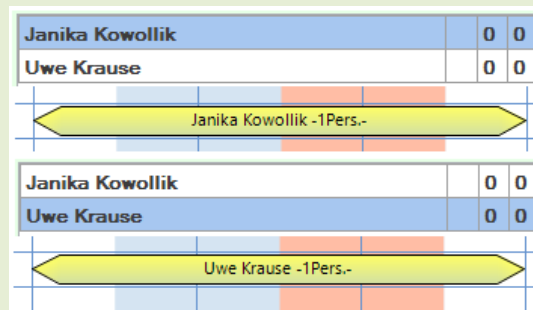 Janika Kowollik 0 0
Uwe Krause 0 0
Janika Kowollik -1Pers.-
Janika Kowollik 0 0
Uwe Krause 0 0
Uwe Krause -1Pers.-